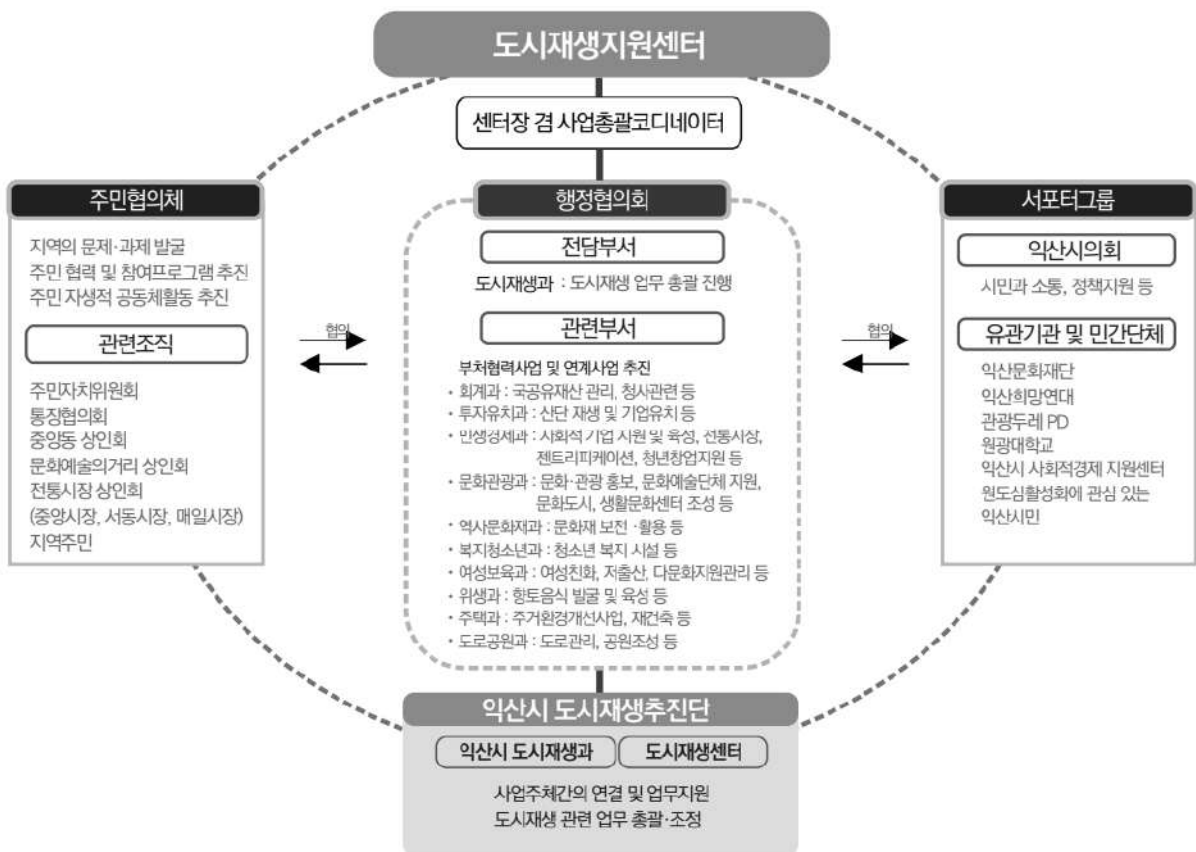 도시재생지원센터
센터장 겸 사업총괄코디네이터
주민협의체
지역의 문제·과제 발굴
주민 협력 및 참여프로그램 추진
주민 자생적 공동체활동 추진
관련조직
주민자치위원회
통장협의회
중앙동 상인회
문화예술의거리 상인회
전통시장 상인회
(중앙시장, 서동시장, 매일시장)
지역주민
협의
행정협의회
전담부서
도시재생과 : 도시재생 업무 총괄 진행
관련부서
부처협력사업 및 연계사업 추진
• 회계과 : 국공유재산 관리, 청사관련 등
• 투자유치과 : 산단 재생 및 기업유치 등
• 민생경제과 : 사회적 기업 지원 및 육성, 전통시장,
젠트리피케이션, 청년창업지원 등
• 문화관광과 : 문화·관광 홍보, 문화예술단체 지원,
문화도시, 생활문화센터 조성 등
• 역사문화재과 : 문화재 보전·활용 등
• 복지청소년과 : 청소년 복지 시설 등
• 여성보육과 : 여성친화, 저출산, 다문화지원관리 등
• 위생과 : 향토음식 발굴 및 육성 등
• 주택과 : 주거환경개선사업, 재건축 등
• 도로공원과 : 도로관리, 공원조성 등
협의
서포터그룹
익산시의회
시민과 소통, 정책지원 등
유관기관 및 민간단체
익산문화재단
익산희망연대
관광두레 PD
원광대학교
익산시 사회적경제 지원센터
원도심활성화에 관심 있는
익산시민
익산시 도시재생추진단
익산시 도시재생과
도시재생센터
사업주체간의 연결 및 업무지원
도시재생 관련 업무 총괄·조정